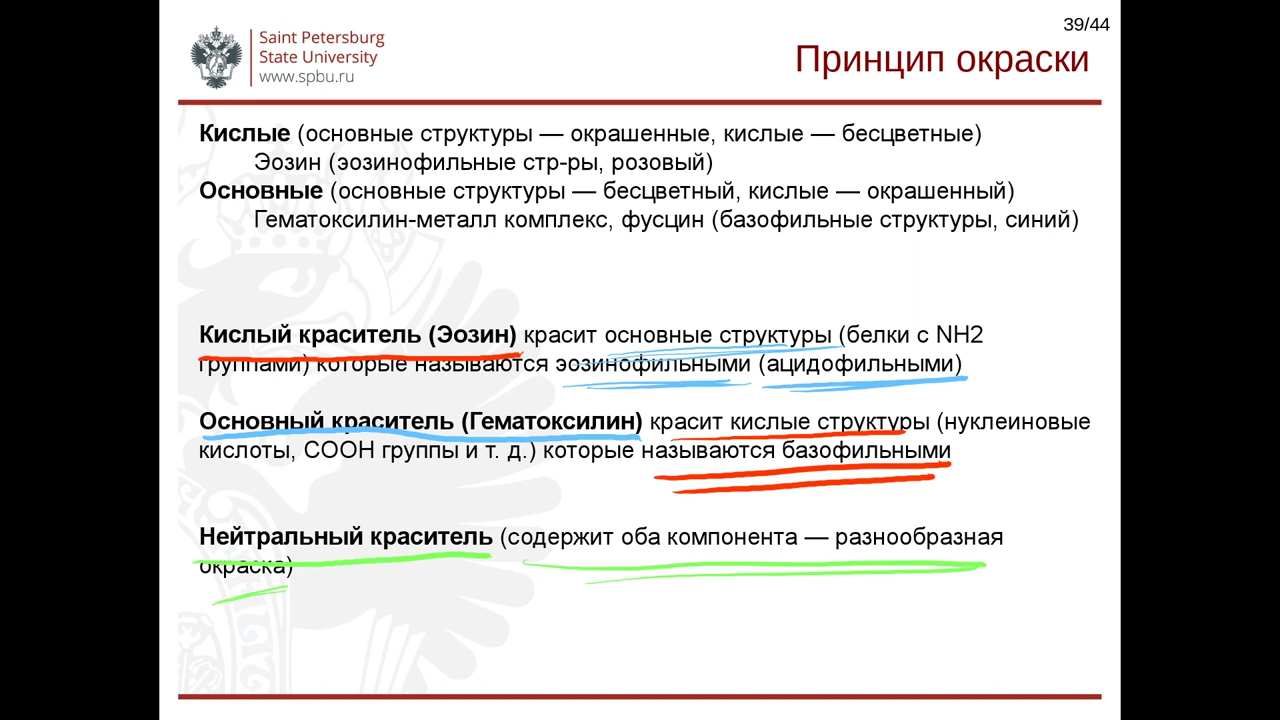 39/44
Saint Petersburg
State University
www.spbu.ru
Принцип окраски
Кислые (основные структуры — окрашенные, кислые — бесцветные)
Эозин (эозинофильные стр-ры, розовый)
Основные (основные структуры — бесцветный, кислые — окрашенный)
Гематоксилин-металл комплекс, фусцин (базофильные структуры, синий)
Кислый краситель (Эозин) красит основные структуры (белки с NH2
группами) которые называются эозинофильными (ацидофильными)
Основный краситель (Гематоксилин) красит кислые структуры (нуклеиновые
кислоты, COOH группы и т. д.) которые называются базофильными
Нейтральный краситель (содержит оба компонента — разнообразная
окраска)